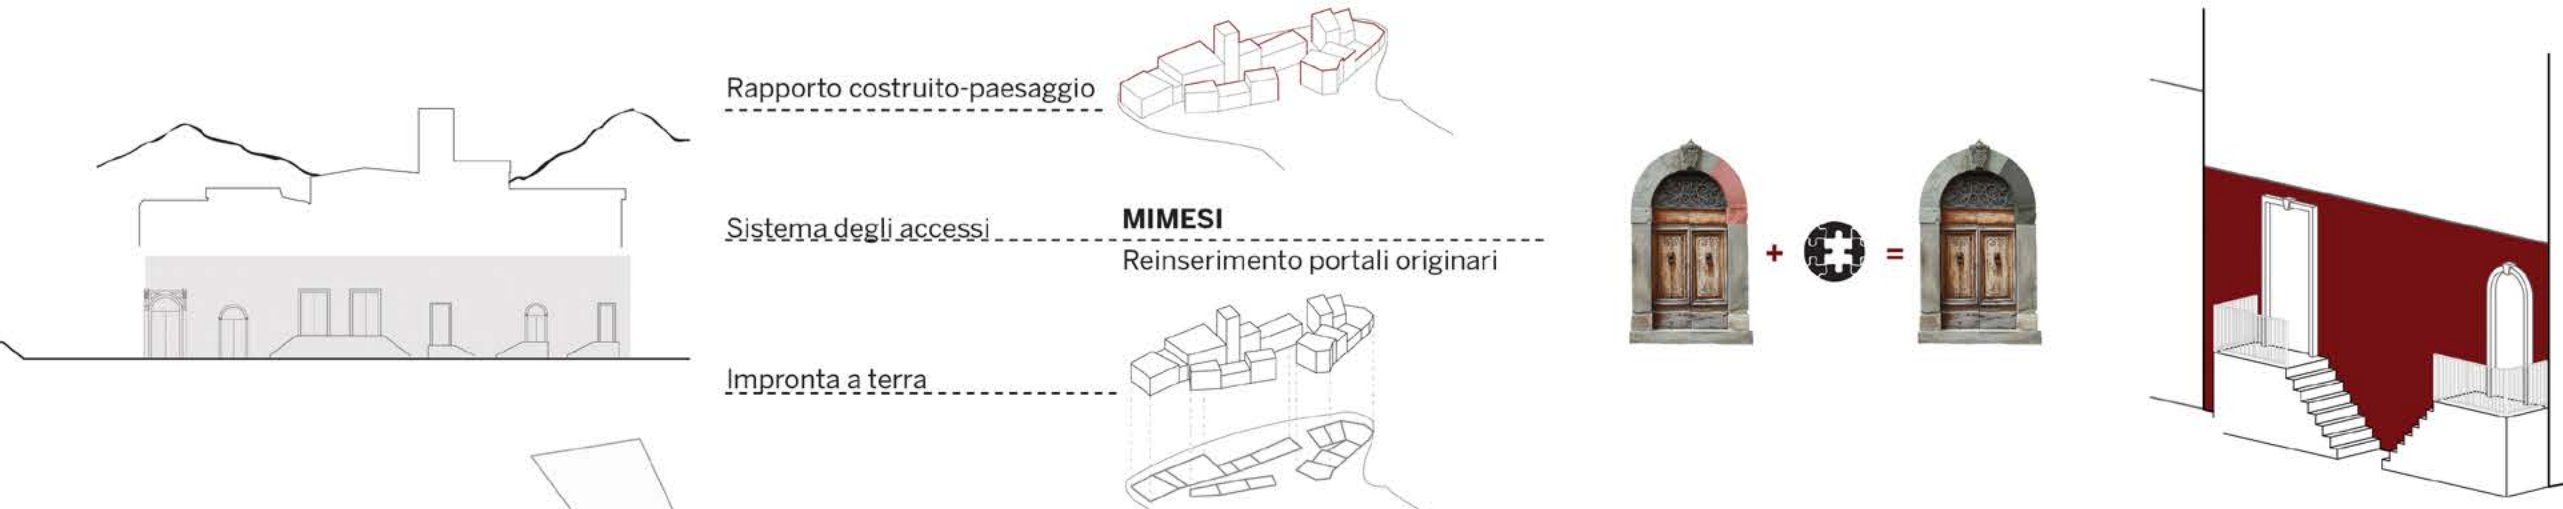 Rapporto costruito-paesaggio
Sistema degli accessi
MIMESI
Reinserimento portali originari
+
=
Impronta a terra